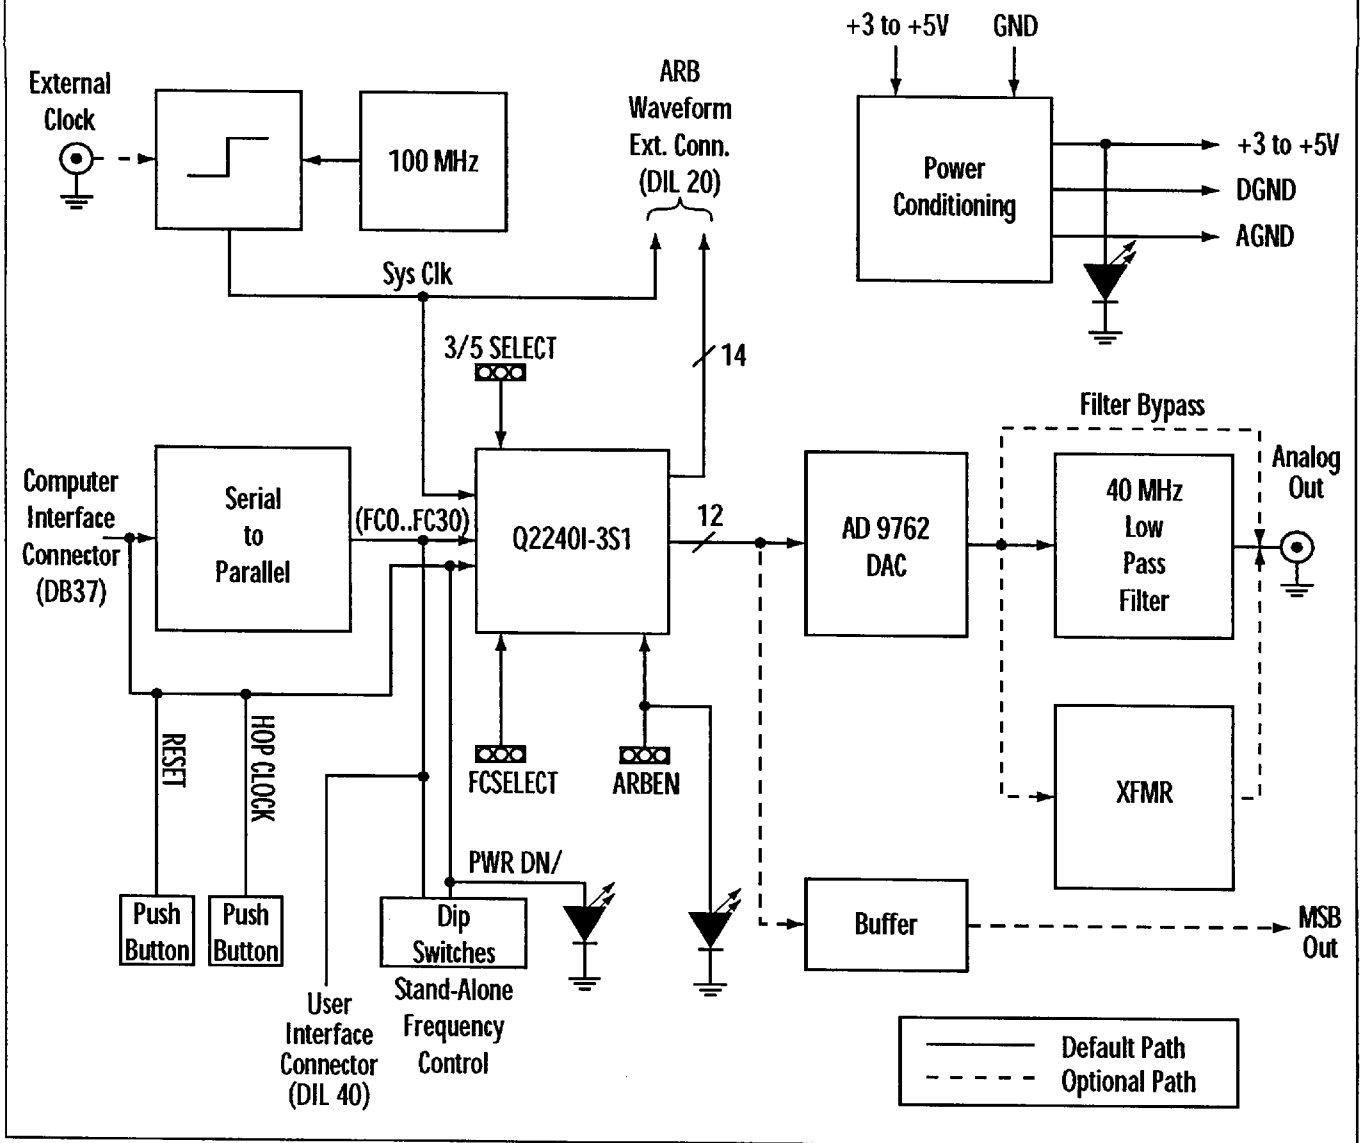 +3 to +5V
GND
External
Clock
100 MHz
ARB
Waveform
Ext. Conn.
(DIL 20)
Power
Conditioning
+3 to +5V
DGND
AGND
Sys Clk
3/5 SELECT
14
Filter Bypass
Computer
Interface
Connector
(DB37)
Serial
to
Parallel
(FC0..FC30)
Q2240I-3S1
12
AD 9762
DAC
40 MHz
Low
Pass
Filter
Analog
Out
RESET
HOP CLOCK
FCSELECT
ARBEN
XFMR
PWR DN/
Push
Button
Push
Button
Dip
Switches
Stand-Alone
Frequency
Control
User
Interface
Connector
(DIL 40)
Buffer
MSB
Out
Default Path
Optional Path